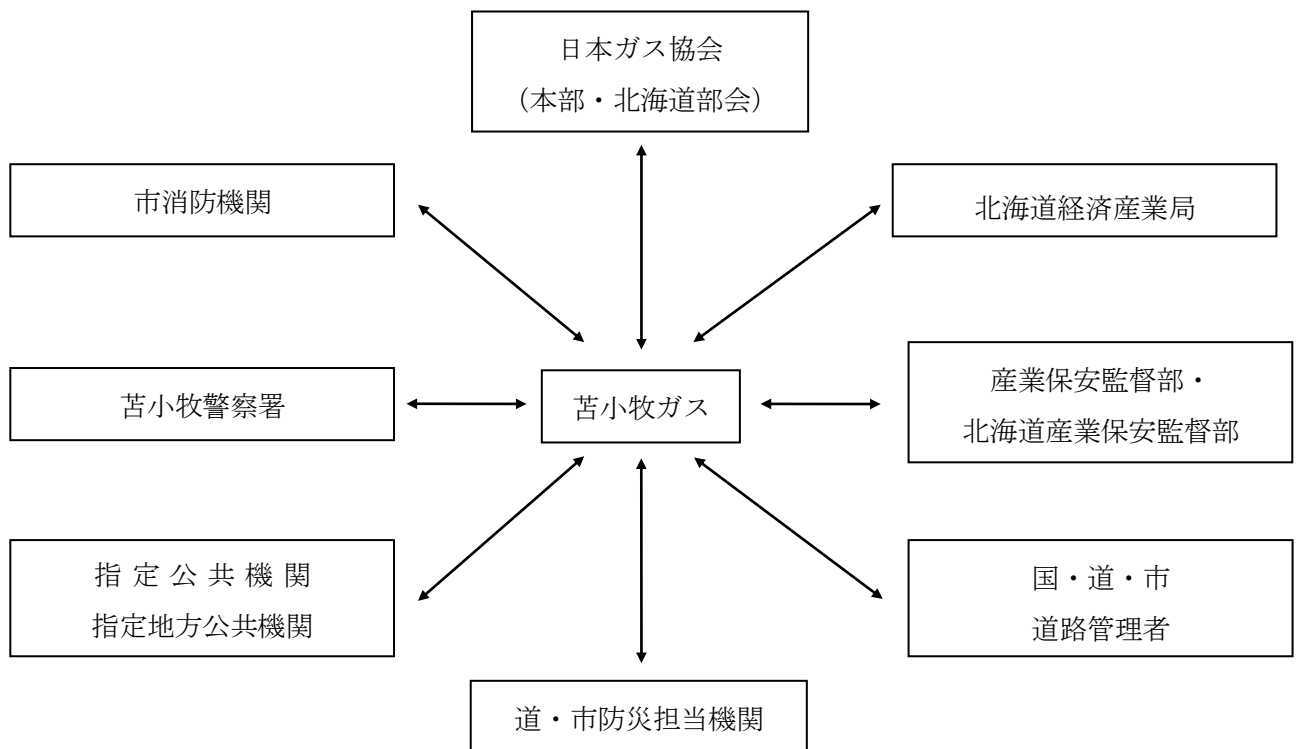 日本ガス協会
（本部・北海道部会）
市消防機関
北海道経済産業局
苫小牧警察署
苫小牧ガス
産業保安監督部・
北海道産業保安監督部
指 定 公 共 機 関
指定地方公共機関
国・道・市
道路管理者
道・市防災担当機関